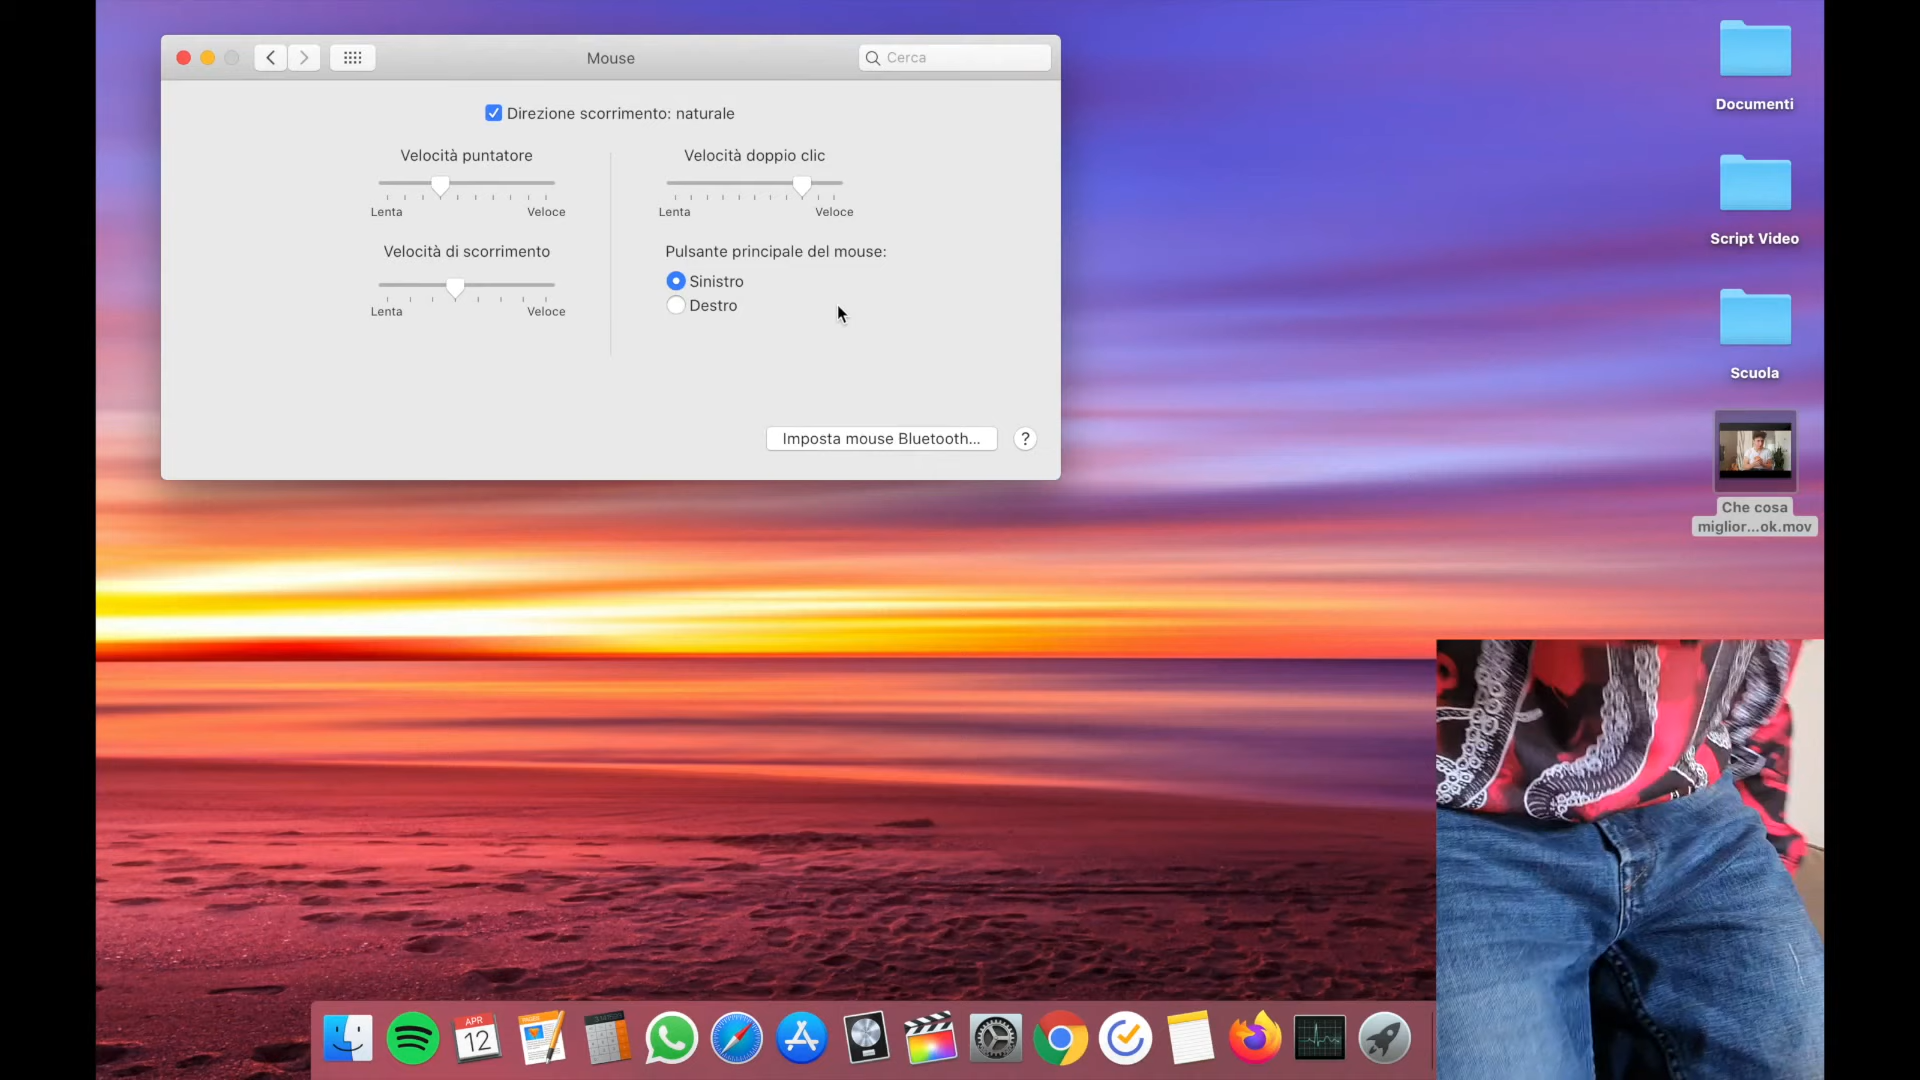 Mouse
Cerca
Direzione scorrimento: naturale
Velocità puntatore
Lenta
Veloce
Velocità doppio clic
Lenta
Veloce
Velocità di scorrimento
Lenta
Veloce
Pulsante principale del mouse:
Sinistro
Destro
Imposta mouse Bluetooth...
?
Documenti
Script Video
Scuola
Che cosa
miglior...ok.mov
APR
12